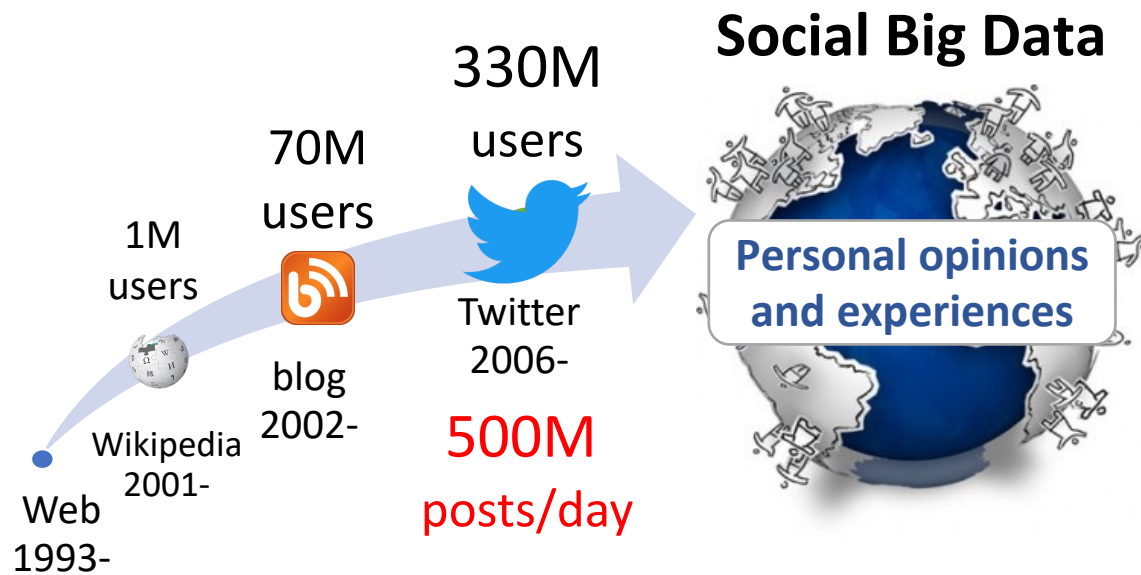 Social Big Data
330M
users
70M
users
1M
users
Personal opinions
and experiences
Twitter
2006-
blog
2002-
Wikipedia
2001-
Web
1993-
500M
posts/day